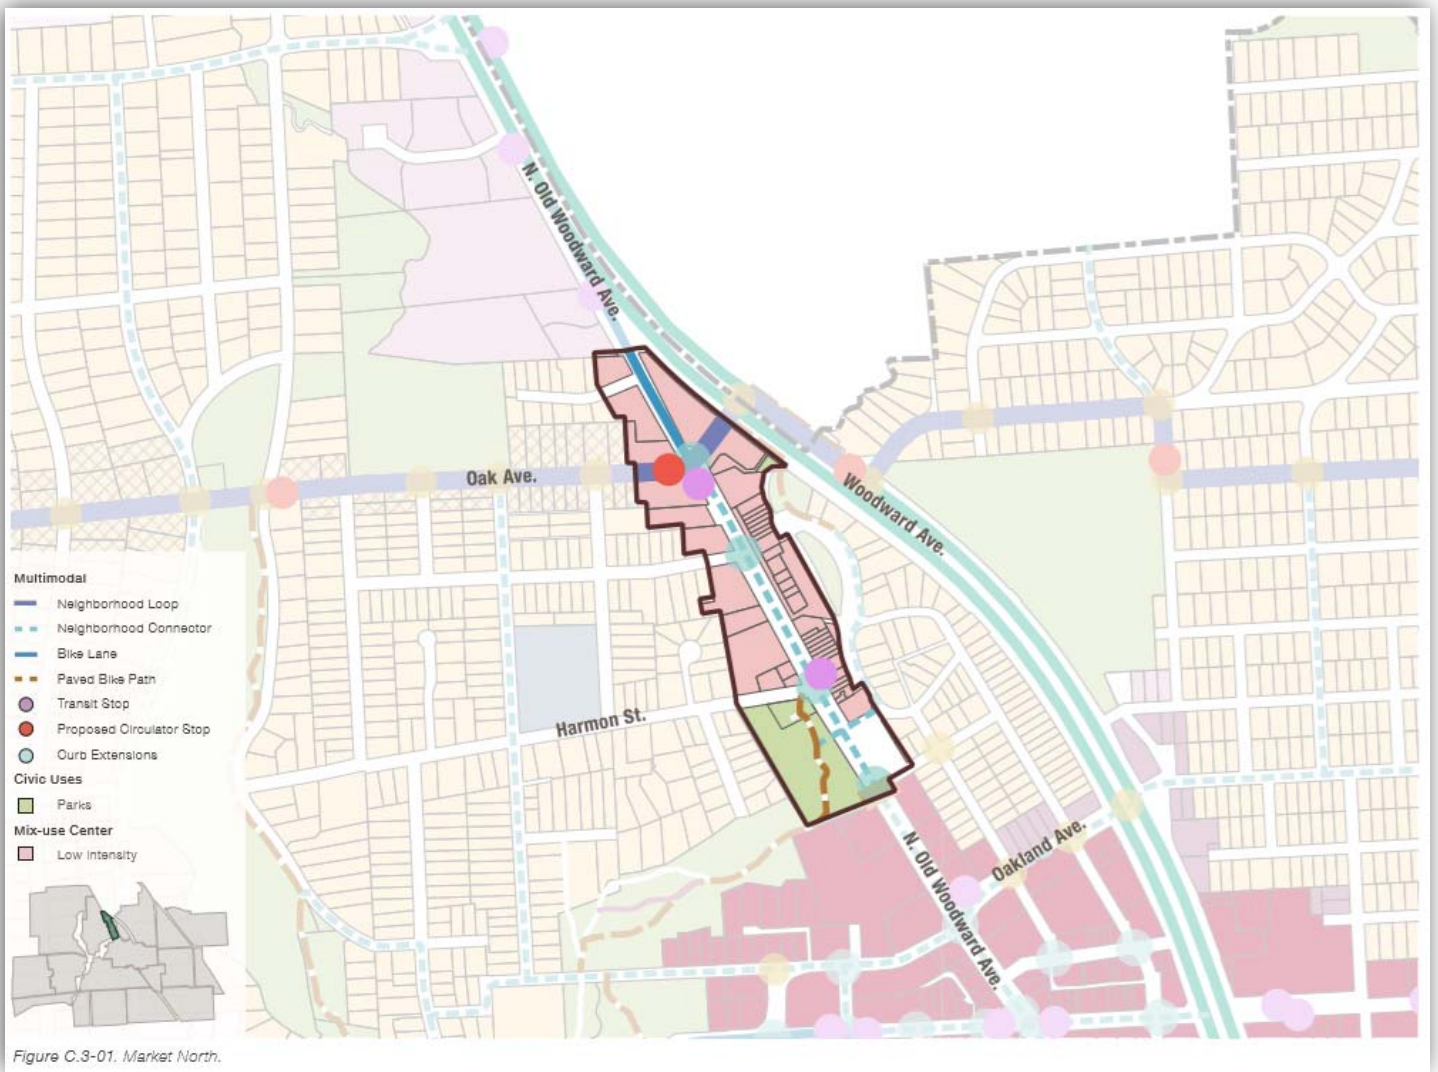 N. Old Woodward Ave.
Oak Ave.
Woodward Ave.
Harmon St.
Oakland Ave.
N. Old Woodward Ave.
Multimodal
Neighborhood Loop
Neighborhood Connector
Bike Lane
Paved Bike Path
Transit Stop
Proposed Circulator Stop
Curb Extensions
Civic Uses
Parks
Mix-use Center
Low Intensity
Figure C.3-01. Market North.